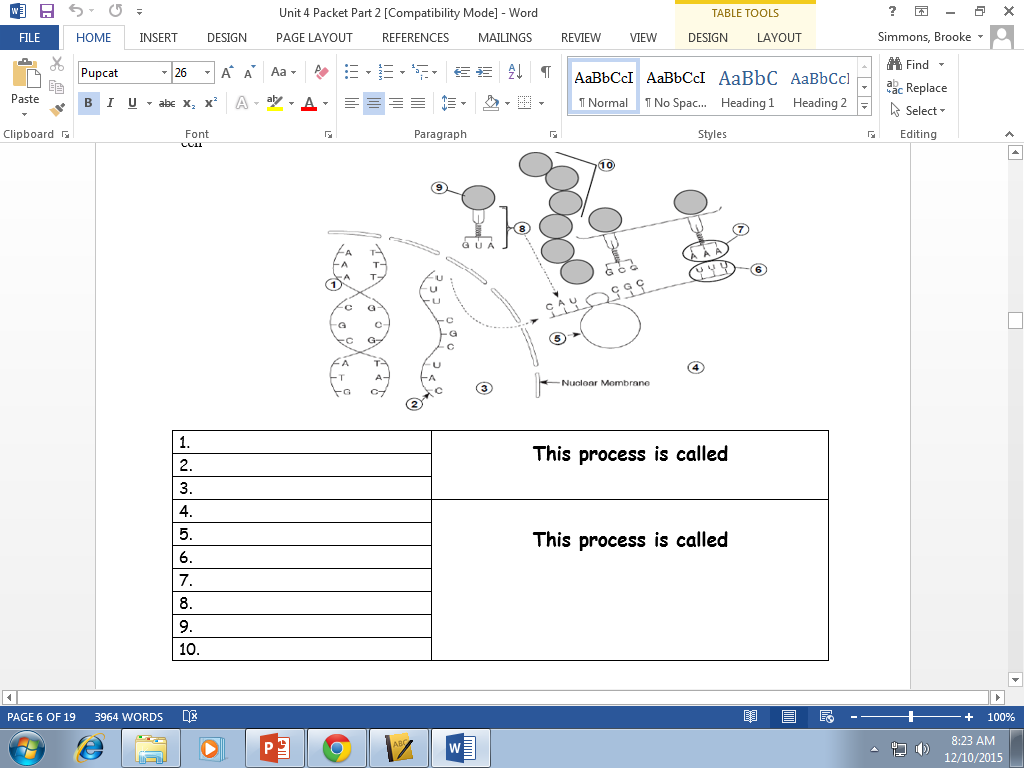 Unit 4 Packet Part 2 [Compatibility Mode] - Word
TABLE TOOLS
FILE HOME INSERT DESIGN PAGE LAYOUT REFERENCES MAILINGS REVIEW VIEW DESIGN LAYOUT Simmons, Brooke
Paste
Pupcat 26
Find
Replace
Select
AaBbCcI AaBbCcI AaBbC AaBbCcI
¶ Normal ¶ No Spac... Heading 1 Heading 2
Clipboard Font Paragraph Styles Editing
cell
10
9
8
G U A
7
A A A
6
U U U
G C G
C G C
C A U
5
4
1
A T
A T
A T
C G
G C
C G
A T
T A
G C
U
U
U
C
G
C
U
A
C
2
3
Nuclear Membrane
1.
2.
3.
This process is called
4.
5.
6.
7.
8.
9.
10.
This process is called
PAGE 6 OF 19 3964 WORDS 100%
8:23 AM
12/10/2015